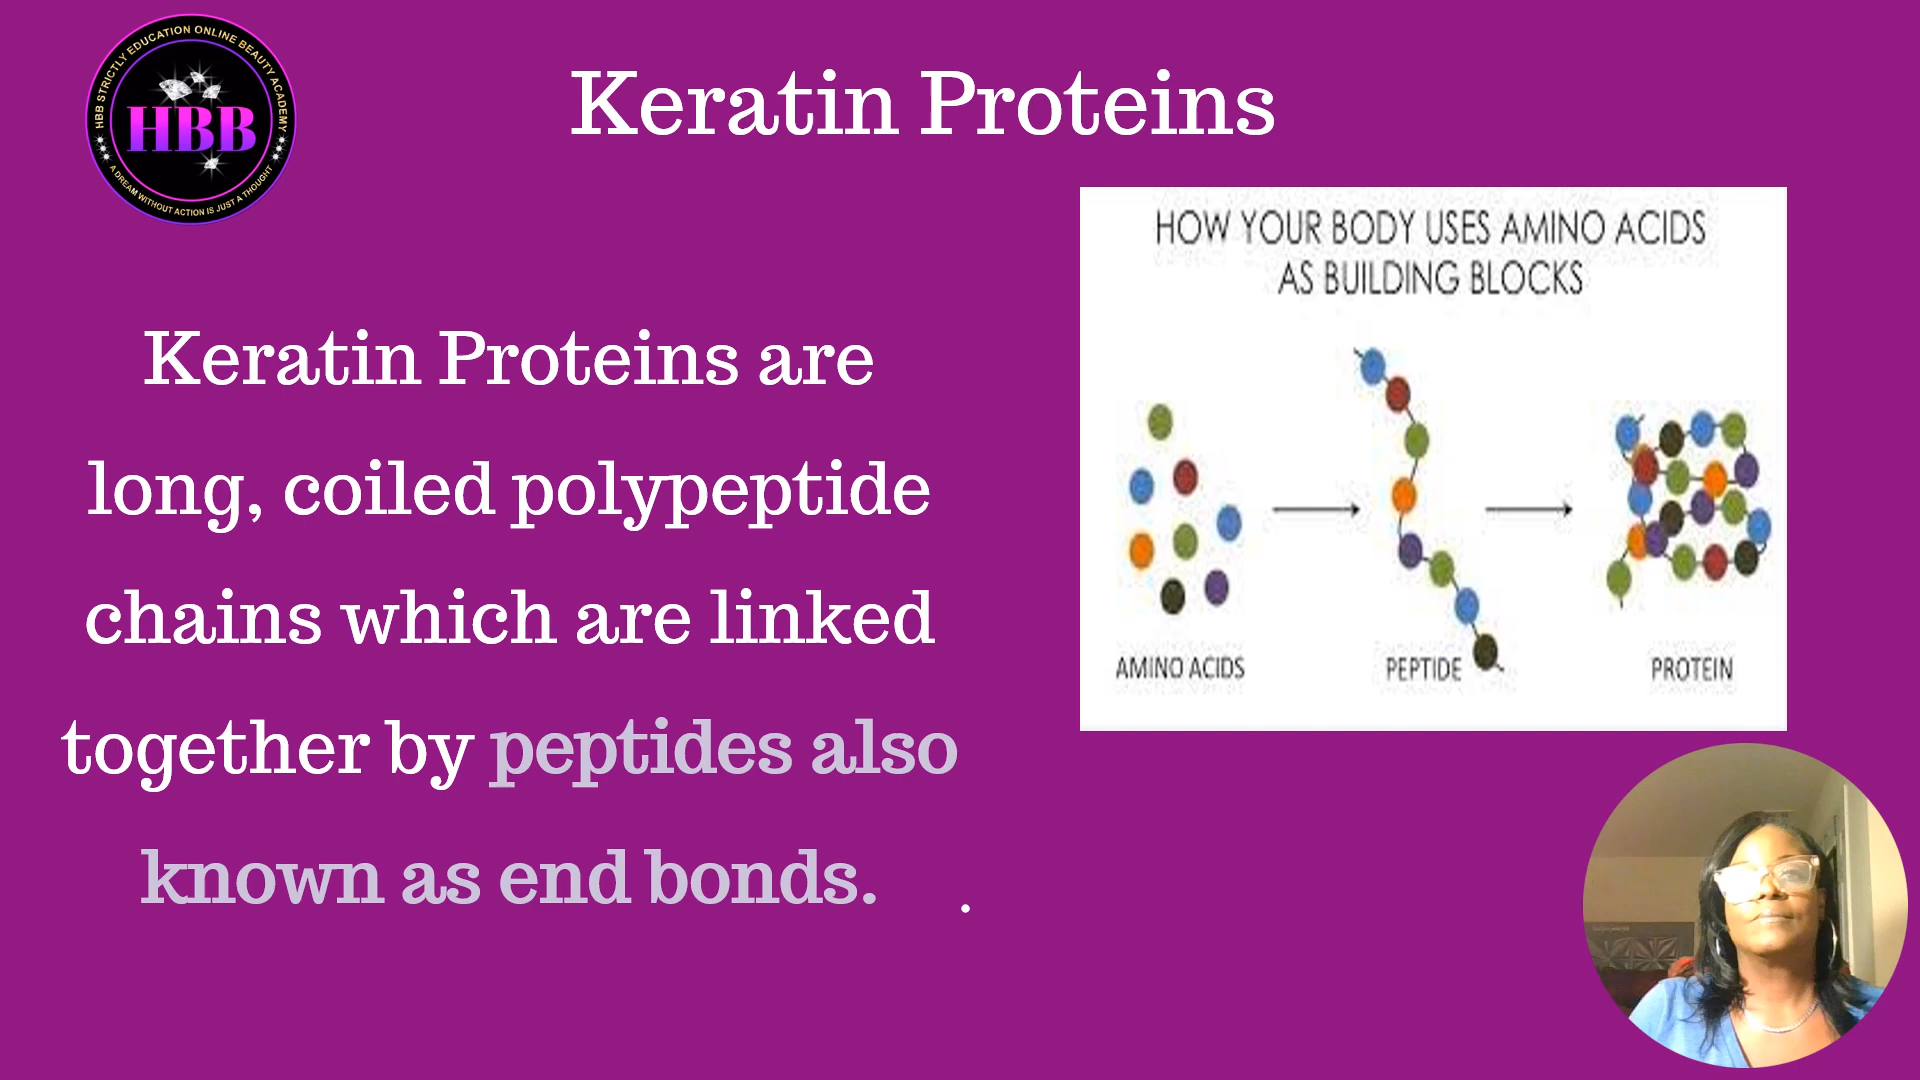 HBB STRICTLY EDUCATION ONLINE BEAUTY ACADEMY
HBB
A DREAM WITHOUT ACTION IS JUST A THOUGHT
Keratin Proteins
Keratin Proteins are
long, coiled polypeptide
chains which are linked
together by peptides also
known as end bonds. .
HOW YOUR BODY USES AMINO ACIDS
AS BUILDING BLOCKS
AMINO ACIDS
PEPTIDE
PROTEIN